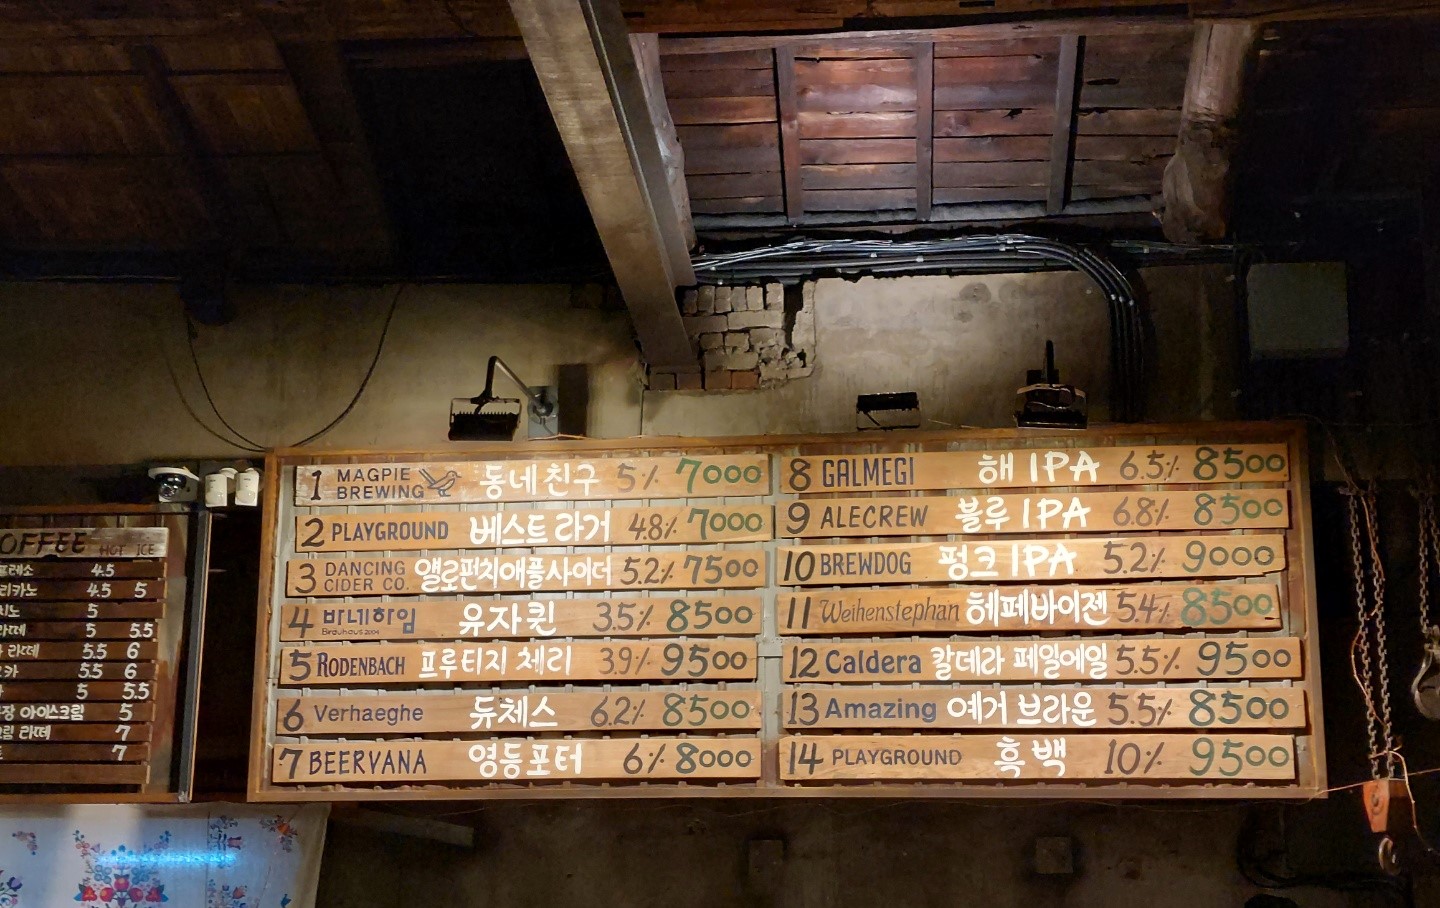 OFFEE HOT ICE
프레소 4.5
리카노 4.5 5
치노 5
라떼 5 5.5
라떼 5.5 6
카 5.5 6
5 5.5
장 아이스크림 5
크림 라떼 7
7
1 MAGPIE BREWING 동네친구 5% 7000
2 PLAYGROUND 베스트 라거 4.8% 7000
3 DANCING CIDER CO. 앨로펀치애플사이더 5.2% 7500
4 바네하임 Brauhaus 2004 유자퀸 3.5% 8500
5 RODENBACH 프루티지 체리 3.9% 9500
6 Verhaeghe 듀체스 6.2% 8500
7 BEERVANA 영등포터 6% 8000
8 GALMEGI 해 IPA 6.5% 8500
9 ALECREW 블루 IPA 6.8% 8500
10 BREWDOG 펑크 IPA 5.2% 9000
11 Weihenstephan 헤페바이젠 5.4% 8500
12 Caldera 칼데라 페일에일 5.5% 9500
13 Amazing 예거 브라운 5.5% 8500
14 PLAYGROUND 흑백 10% 9500